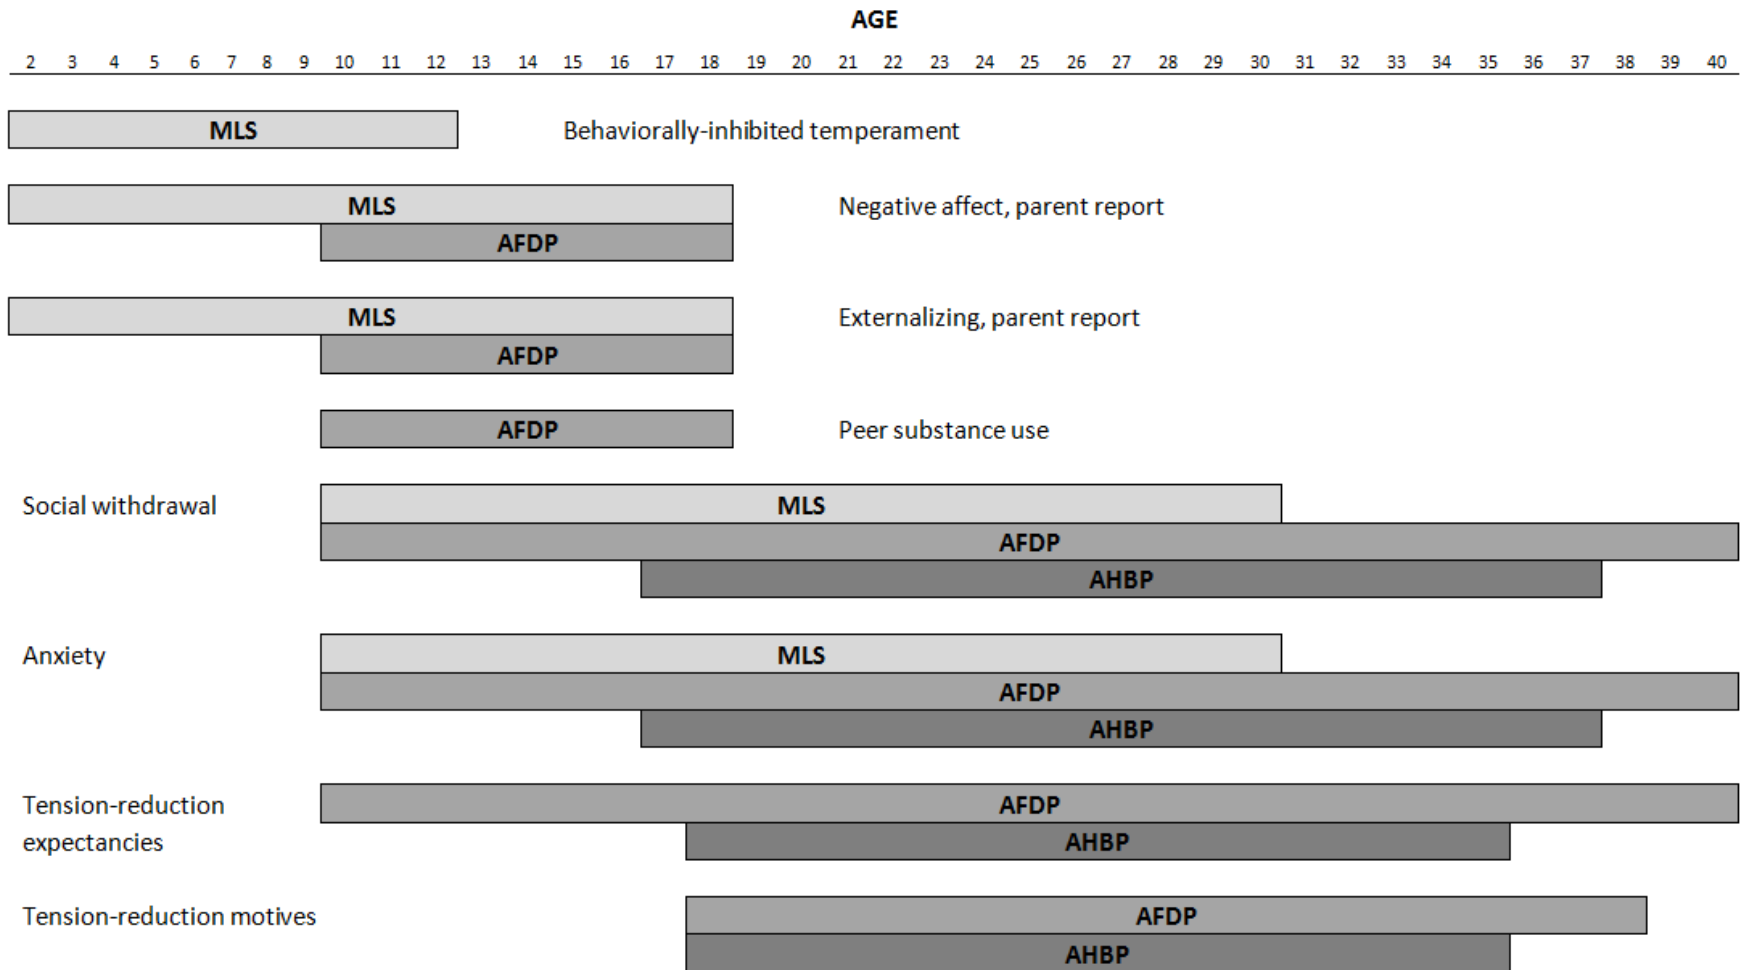 AGE
2 3 4 5 6 7 8 9 10 11 12 13 14 15 16 17 18 19 20 21 22 23 24 25 26 27 28 29 30 31 32 33 34 35 36 37 38 39 40
MLS Behaviorally-inhibited temperament
MLS Negative affect, parent report
AFDP
MLS Externalizing, parent report
AFDP
AFDP Peer substance use
Social withdrawal MLS
AFDP
AHBP
Anxiety MLS
AFDP
AHBP
Tension-reduction AFDP
expectancies AHBP
Tension-reduction motives AFDP
AHBP